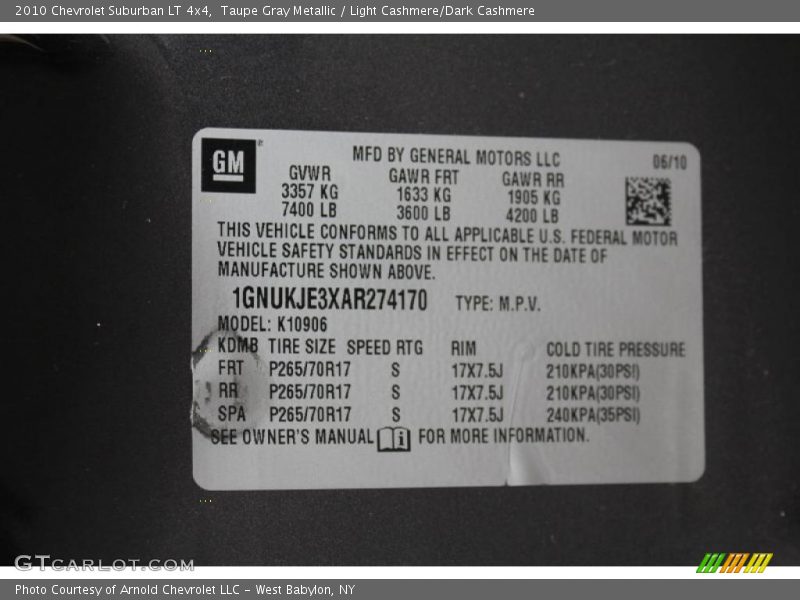 2010 Chevrolet Suburban LT 4x4, Taupe Gray Metallic / Light Cashmere/Dark Cashmere
GM
MFD BY GENERAL MOTORS LLC 06/10
GVWR GAWR FRT GAWR RR
3357 KG 1633 KG 1905 KG
7400 LB 3600 LB 4200 LB
THIS VEHICLE CONFORMS TO ALL APPLICABLE U.S. FEDERAL MOTOR
VEHICLE SAFETY STANDARDS IN EFFECT ON THE DATE OF
MANUFACTURE SHOWN ABOVE.
1GNUKJE3XAR274170 TYPE: M.P.V.
MODEL: K10906
KDMB TIRE SIZE SPEED RTG RIM COLD TIRE PRESSURE
FRT P265/70R17 S 17X7.5J 210KPA(30PSI)
RR P265/70R17 S 17X7.5J 210KPA(30PSI)
SPA P265/70R17 S 17X7.5J 240KPA(35PSI)
SEE OWNER'S MANUAL i FOR MORE INFORMATION.
GTCARLOT.COM
Photo Courtesy of Arnold Chevrolet LLC - West Babylon, NY